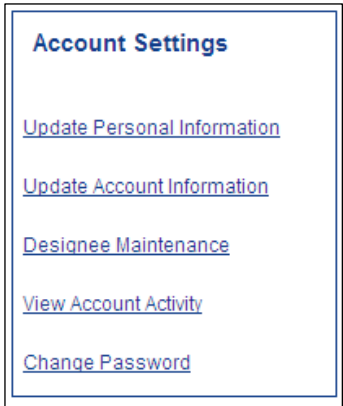 Account Settings
Update Personal Information
Update Account Information
Designee Maintenance
View Account Activity
Change Password